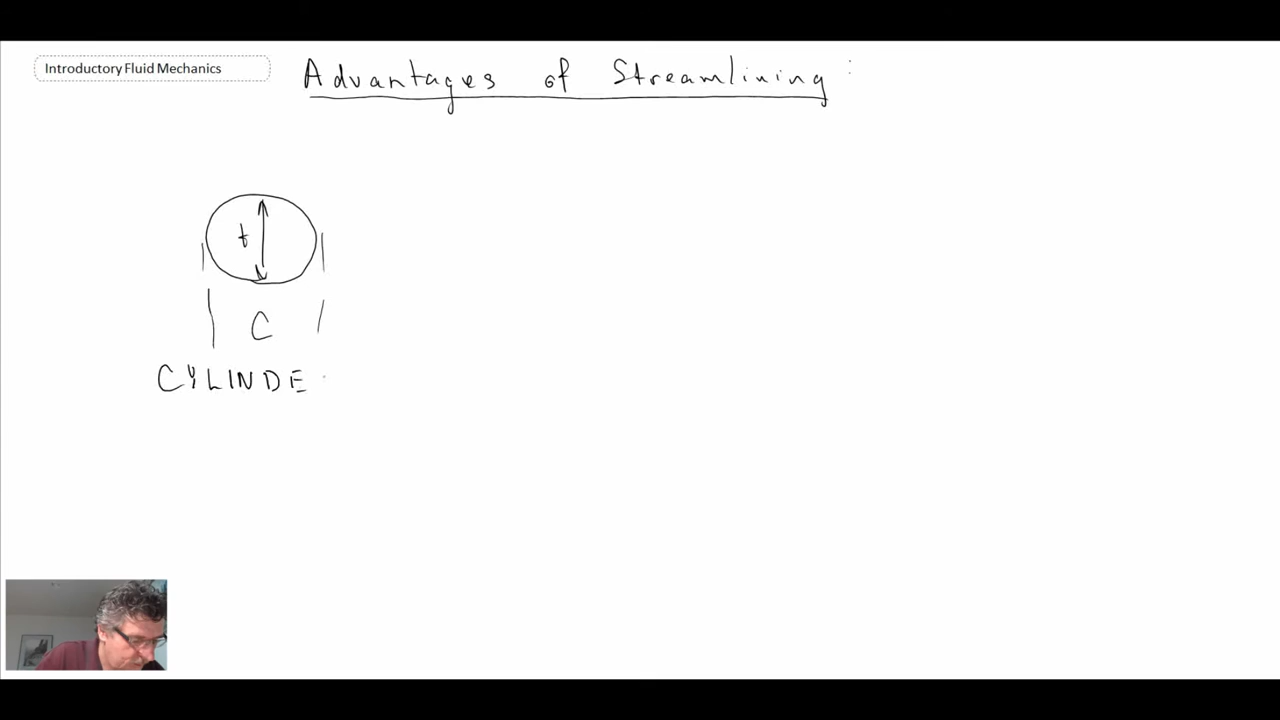 Introductory Fluid Mechanics
Advantages of Streamlining :
t
C
CYLINDE